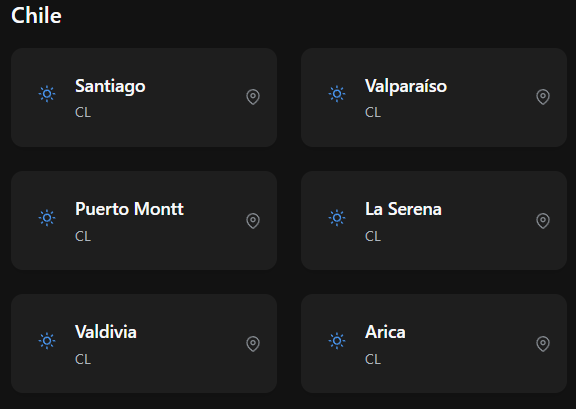 Chile
Santiago
CL
Valparaíso
CL
Puerto Montt
CL
La Serena
CL
Valdivia
CL
Arica
CL